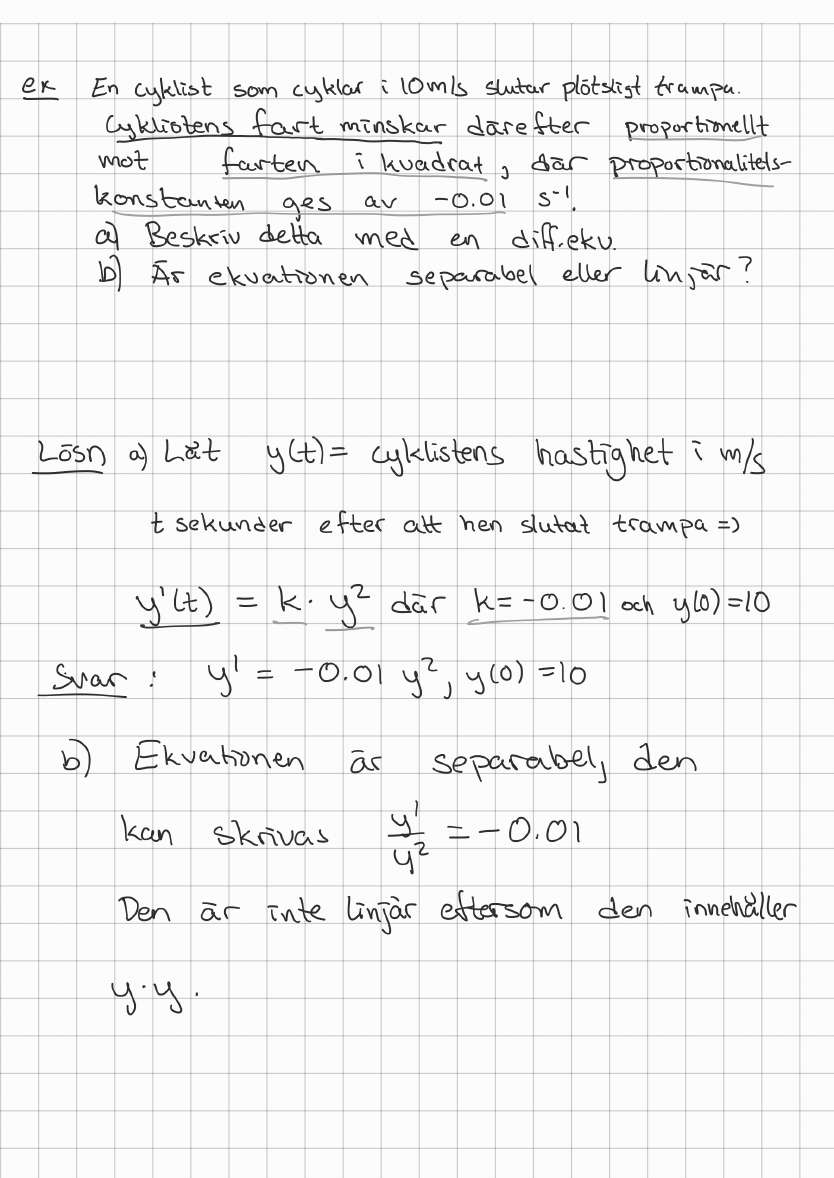 ex En cyklist som cyklar i 10 m/s slutar plötsligt trampa.
Cyklistens fart minskar därefter proportionellt
mot farten i kvadrat, där proportionalitets-
konstanten ges av -0.01 s⁻¹.
a) Beskriv detta med en diff.ekv.
b) Är ekvationen separabel eller linjär?
Lösn a) Låt y(t) = cyklistens hastighet i m/s
t sekunder efter att hen slutat trampa =>
y'(t) = k · y² där k = -0.01 och y(0) = 10
Svar: y' = -0.01 y², y(0) = 10
b) Ekvationen är separabel, den
kan skrivas y'/y² = -0.01
Den är inte linjär eftersom den innehåller
y·y.